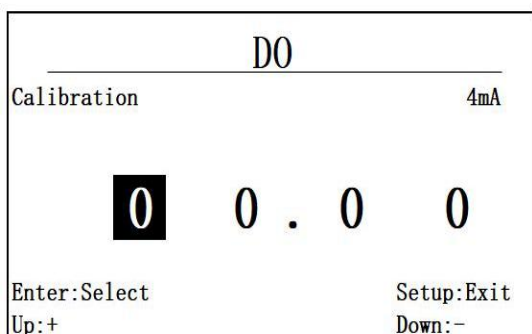 DO
Calibration 4mA
0 0 . 0 0
Enter:Select Setup:Exit
Up:+ Down:-